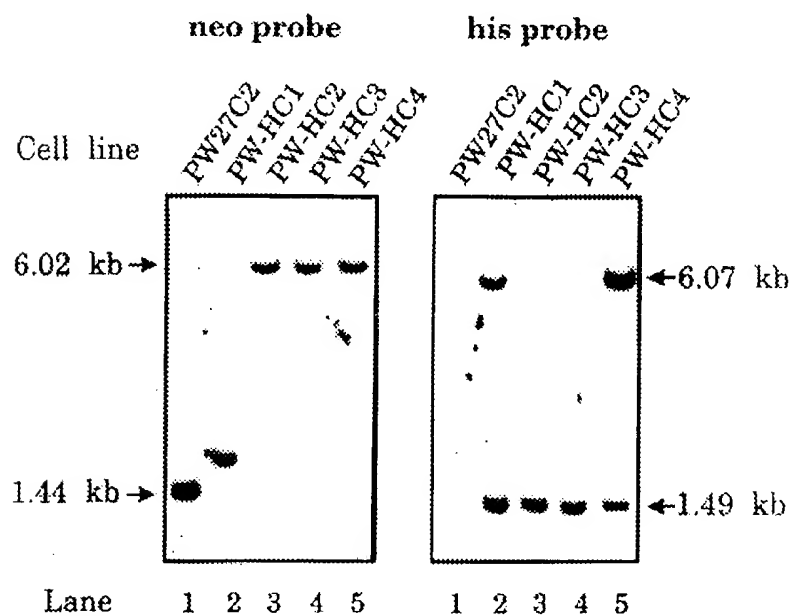 neo probe his probe
Cell line PW27C2 PW-HC1 PW-HC2 PW-HC3 PW-HC4 PW27C2 PW-HC1 PW-HC2 PW-HC3 PW-HC4
6.02 kb 6.07 kb
1.44 kb 1.49 kb
Lane 1 2 3 4 5 1 2 3 4 5